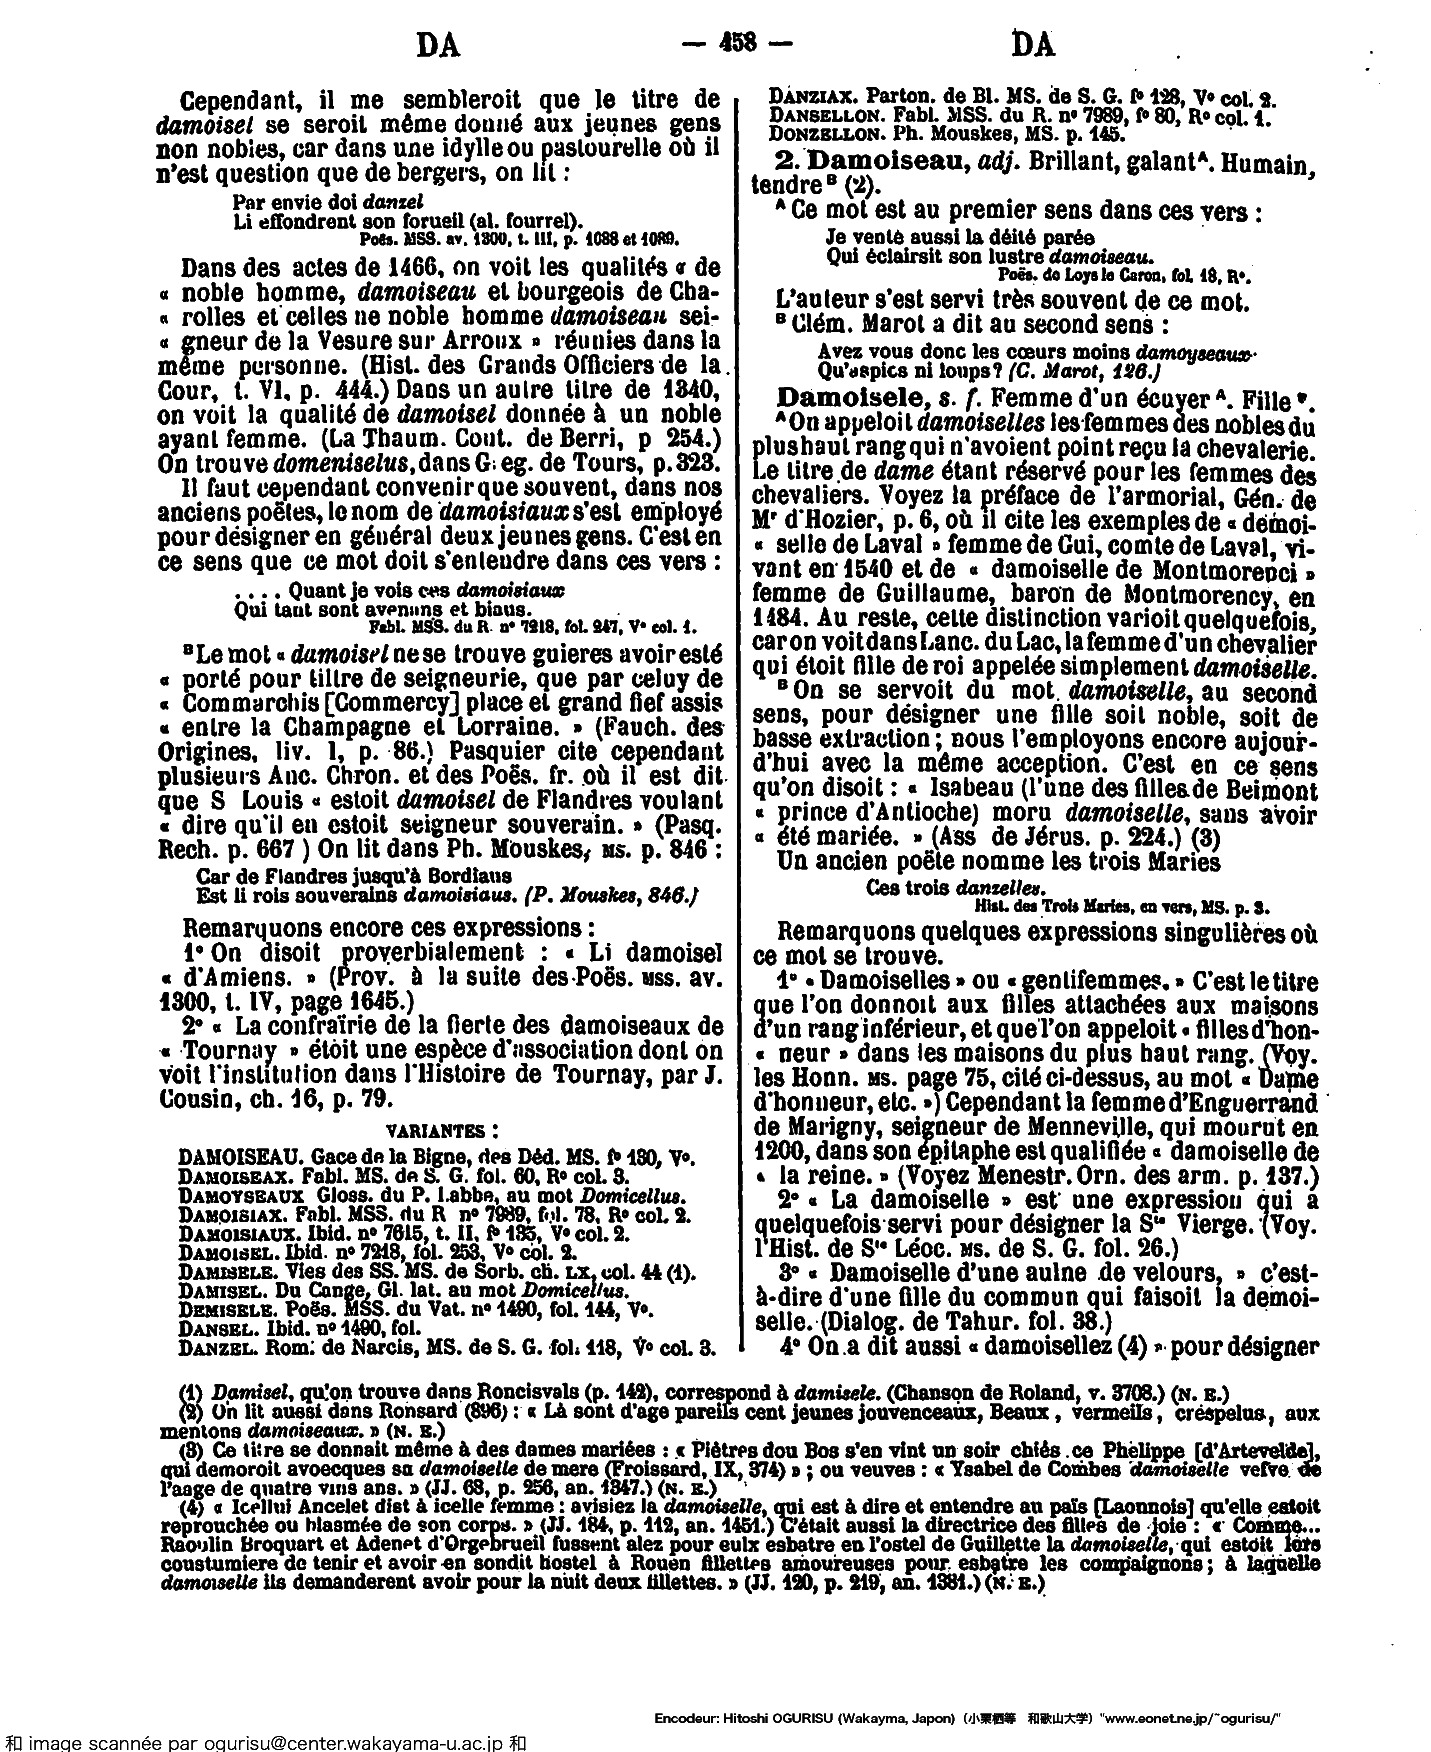 DA
— 458 —
DA
Cependant, il me sembleroit que le titre de
damoisel se seroit même donné aux jeunes gens
non nobles, car dans une idylle ou pastourelle où il
n'est question que de bergers, on lit :
Par envie doi danzel
Li effondrent son forueil (al. fourrel).
Poës. MSS. av. 1300, t. III, p. 1088 et 1089.
Dans des actes de 1466, on voit les qualités « de
« noble homme, damoiseau et bourgeois de Cha-
« rolles et celles ne noble homme damoiseau sei-
« gneur de la Vesure sur Arroux » réunies dans la
même personne. (Hist. des Grands Officiers de la
Cour, t. VI, p. 444.) Dans un autre titre de 1340,
on voit la qualité de damoisel donnée à un noble
ayant femme. (La Thaum. Cout. de Berri, p 254.)
On trouve domeniselus, dans Greg. de Tours, p. 323.
Il faut cependant convenir que souvent, dans nos
anciens poëtes, le nom de damoisiaux s'est employé
pour désigner en général deux jeunes gens. C'est en
ce sens que ce mot doit s'entendre dans ces vers :
.... Quant je vois ces damoisiaux
Qui tant sont avenans et biaus.
Fabl. MSS. du R. nº 7218, fol. 247, Vº col. 1.
ᴮ Le mot « damoisel ne se trouve guieres avoir esté
« porté pour tiltre de seigneurie, que par celuy de
« Commarchis [Commercy] place et grand fief assis
« entre la Champagne et Lorraine. » (Fauch. des
Origines, liv. I, p. 86.) Pasquier cite cependant
plusieurs Anc. Chron. et des Poës. fr. où il est dit
que S Louis « estoit damoisel de Flandres voulant
« dire qu'il en estoit seigneur souverain. » (Pasq.
Rech. p. 667 ) On lit dans Ph. Mouskes, MS. p. 846 :
Car de Flandres jusqu'à Bordiaus
Est li rois souverains damoisiaus. (P. Mouskes, 846.)
Remarquons encore ces expressions :
1º On disoit proverbialement : « Li damoisel
« d'Amiens. » (Prov. à la suite des Poës. MSS. av.
1300, t. IV, page 1645.)
2º « La confraïrie de la fierte des damoiseaux de
« Tournay » étoit une espèce d'association dont on
voit l'institution dans l'Histoire de Tournay, par J.
Cousin, ch. 16, p. 79.
VARIANTES :
DAMOISEAU. Gace de la Bigne, des Déd. MS. fº 130, Vº.
DAMOISEAX. Fabl. MS. de S. G. fol. 60, Rº col. 3.
DAMOYSEAUX Gloss. du P. Labbe, au mot Domicellus.
DAMOISIAX. Fabl. MSS. du R nº 7989, fol. 78, Rº col. 2.
DAMOISIAUX. Ibid. nº 7615, t. II, fº 135, Vº col. 2.
DAMOISEL. Ibid. nº 7218, fol. 253, Vº col. 2.
DAMISELE. Vies des SS. MS. de Sorb. ch. LX, col. 44 (1).
DAMISEL. Du Cange, Gl. lat. au mot Domicellus.
DEMISELE. Poës. MSS. du Vat. nº 1490, fol. 144, Vº.
DANSEL. Ibid. nº 1490, fol.
DANZEL. Rom. de Narcis, MS. de S. G. fol. 118, Vº col. 3.
DANZIAX. Parton. de Bl. MS. de S. G. fº 128, Vº col. 2.
DANSELLON. Fabl. MSS. du R. nº 7989, fº 80, Rº col. 1.
DONZELLON. Ph. Mouskes, MS. p. 145.
2. Damoiseau, adj. Brillant, galant ᴬ. Humain,
tendre ᴮ (2).
ᴬ Ce mot est au premier sens dans ces vers :
Je vente aussi la déité parée
Qui éclairsit son lustre damoiseau.
Poës. de Loys le Caron, fol. 18, Rº.
L'auteur s'est servi très souvent de ce mot.
ᴮ Clém. Marot a dit au second sens :
Avez vous donc les cœurs moins damoyseaux
Qu'aspics ni loups? (C. Marot, 126.)
Damoisele, s. f. Femme d'un écuyer ᴬ. Fille ᴮ.
ᴬ On appeloit damoiselles les femmes des nobles du
plus haut rang qui n'avoient point reçu la chevalerie.
Le titre de dame étant réservé pour les femmes des
chevaliers. Voyez la préface de l'armorial, Gén. de
Mʳ d'Hozier, p. 6, où il cite les exemples de « demoi-
« selle de Laval » femme de Gui, comte de Laval, vi-
vant en 1540 et de « damoiselle de Montmorenci »
femme de Guillaume, baron de Montmorency, en
1484. Au reste, cette distinction varioit quelquefois,
car on voit dans Lanc. du Lac, la femme d'un chevalier
qui étoit fille de roi appelée simplement damoiselle.
ᴮ On se servoit du mot damoiselle, au second
sens, pour désigner une fille soit noble, soit de
basse extraction ; nous l'employons encore aujour-
d'hui avec la même acception. C'est en ce sens
qu'on disoit : « Isabeau (l'une des filles de Beimont
« prince d'Antioche) moru damoiselle, sans avoir
« été mariée. » (Ass de Jérus. p. 224.) (3)
Un ancien poëte nomme les trois Maries
Ces trois danzelles.
Hist. des Trois Maries, en vers, MS. p. 3.
Remarquons quelques expressions singulières où
ce mot se trouve.
1º « Damoiselles » ou « gentifemmes. » C'est le titre
que l'on donnoit aux filles attachées aux maisons
d'un rang inférieur, et que l'on appeloit « filles d'hon-
« neur » dans les maisons du plus haut rang. (Voy.
les Honn. MS. page 75, cité ci-dessus, au mot « Dame
d'honneur, etc. ») Cependant la femme d'Enguerrand
de Marigny, seigneur de Menneville, qui mourut en
1200, dans son épitaphe est qualifiée « damoiselle de
« la reine. » (Voyez Menestr. Orn. des arm. p. 137.)
2º « La damoiselle » est une expression qui a
quelquefois servi pour désigner la Sᵗᵉ Vierge. (Voy.
l'Hist. de Sᵗᵉ Léoc. MS. de S. G. fol. 26.)
3º « Damoiselle d'une aulne de velours, » c'est-
à-dire d'une fille du commun qui faisoit la demoi-
selle. (Dialog. de Tahur. fol. 38.)
4º On a dit aussi « damoisellez (4) » pour désigner
(1) Damisel, qu'on trouve dans Roncisvals (p. 142), correspond à damisele. (Chanson de Roland, v. 3708.) (N. E.)
(2) On lit aussi dans Ronsard (896) : « Là sont d'age pareils cent jeunes jouvenceaux, Beaux, vermeils, crespelus, aux
mentons damoiseaux. » (N. E.)
(3) Ce titre se donnait même à des dames mariées : « Piètres dou Bos s'en vint un soir chiés ce Phelippe [d'Artevelde],
qui demoroit avoecques sa damoiselle de mere (Froissard, IX, 374) » ; ou veuves : « Ysabel de Combes damoiselle vefve de
l'aage de quatre vins ans. » (JJ. 68, p. 256, an. 1347.) (N. E.)
(4) « Icellui Ancelet dist à icelle femme : avisiez la damoiselle, qui est à dire et entendre au païs [Laonnois] qu'elle estoit
reprouchée ou blasmée de son corps. » (JJ. 184, p. 112, an. 1451.) C'était aussi la directrice des filles de joie : « Comme...
Raoulin Broquart et Adenet d'Orgebrueil fussent alez pour eulx esbatre en l'ostel de Guillette la damoiselle, qui estoit lors
coustumiere de tenir et avoir en sondit hostel à Rouen fillettes amoureuses pour esbatre les compaignons ; à laquelle
damoiselle ils demanderent avoir pour la nuit deux fillettes. » (JJ. 120, p. 219, an. 1381.) (N. E.)
Encodeur: Hitoshi OGURISU (Wakayma, Japon) (小栗栖等 和歌山大学) "www.eonet.ne.jp/~ogurisu/"
和 image scannée par ogurisu@center.wakayama-u.ac.jp 和